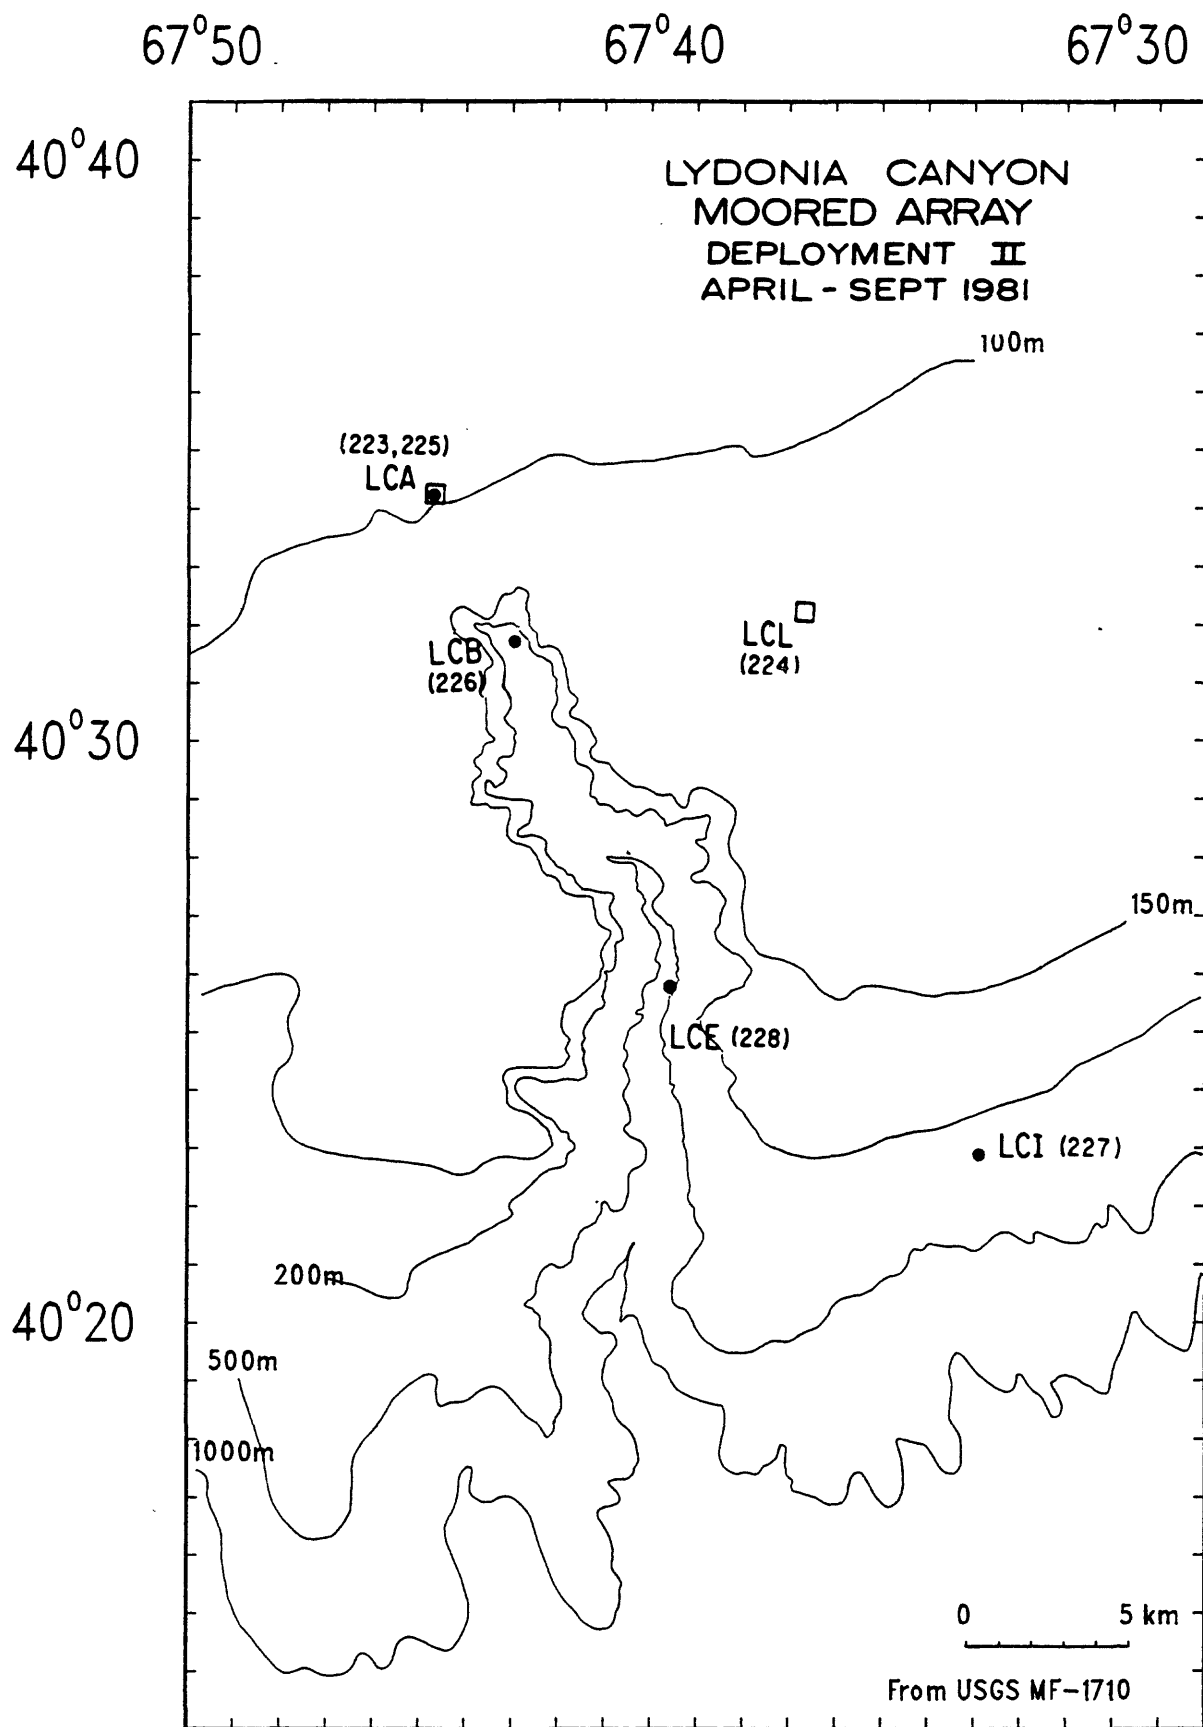 67°50
67°40
67°30
40°40
LYDONIA CANYON
MOORED ARRAY
DEPLOYMENT II
APRIL - SEPT 1981
100m
(223,225)
LCA
LCB
(226)
LCL
(224)
40°30
150m
LCE (228)
LCI (227)
200m
40°20
500m
1000m
0 5 km
From USGS MF-1710